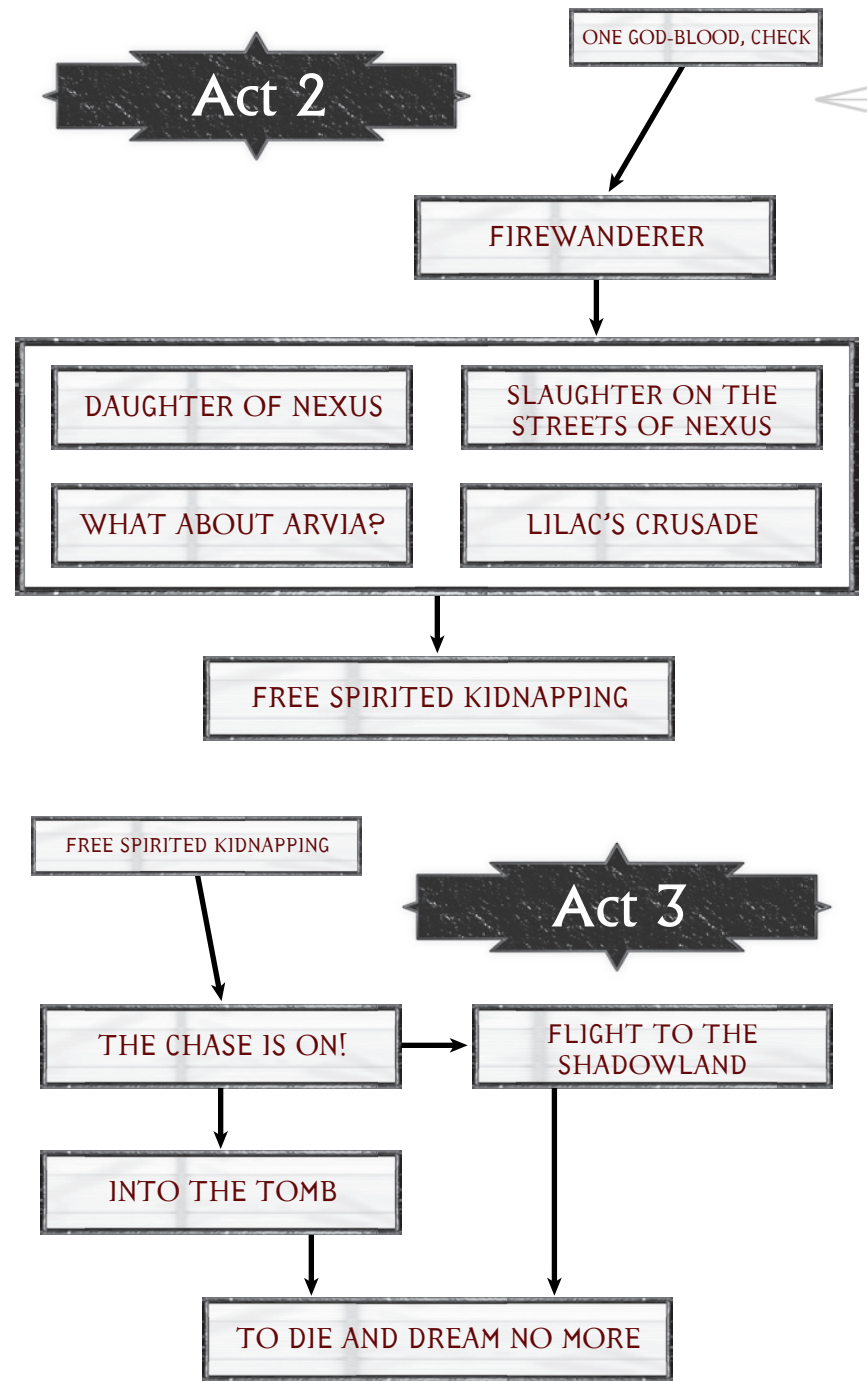 ONE GOD-BLOOD, CHECK
Act 2
FIREWANDERER
DAUGHTER OF NEXUS
SLAUGHTER ON THE
STREETS OF NEXUS
WHAT ABOUT ARVIA?
LILAC'S CRUSADE
FREE SPIRITED KIDNAPPING
FREE SPIRITED KIDNAPPING
Act 3
THE CHASE IS ON!
FLIGHT TO THE
SHADOWLAND
INTO THE TOMB
TO DIE AND DREAM NO MORE